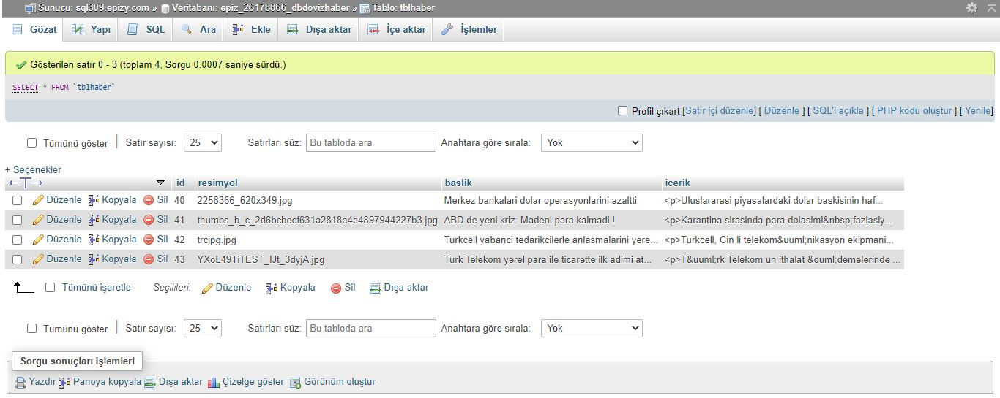 Sunucu: sql309.epizy.com » Veritabanı: epiz_26178866_dbdovizhaber » Tablo: tblhaber
Gözat Yapı SQL Ara Ekle Dışa aktar İçe aktar İşlemler
Gösterilen satır 0 - 3 (toplam 4, Sorgu 0.0007 saniye sürdü.)
SELECT * FROM `tblhaber`
Profil çıkart [Satır içi düzenle] [ Düzenle ] [ SQL'i açıkla ] [ PHP kodu oluştur ] [ Yenile]
Tümünü göster | Satır sayısı: 25 Satırları süz: Bu tabloda ara Anahtara göre sırala: Yok
+ Seçenekler
←T→ id resimyol baslik icerik
Düzenle Kopyala Sil 40 2258366_620x349.jpg Merkez bankalari dolar operasyonlarini azaltti <p>Uluslararasi piyasalardaki dolar baskisinin haf...
Düzenle Kopyala Sil 41 thumbs_b_c_2d6bcbecf631a2818a4a4897944227b3.jpg ABD de yeni kriz: Madeni para kalmadi ! <p>Karantina sirasinda para dolasimi&nbsp;fazlasiy...
Düzenle Kopyala Sil 42 trcjpg.jpg Turkcell yabanci tedarikcilerle anlasmalarini yere... <p>Turkcell, Cin li telekom&uuml;nikasyon ekipmani...
Düzenle Kopyala Sil 43 YXoL49TiTEST_lJt_3dyjA.jpg Turk Telekom yerel para ile ticarette ilk adimi at... <p>T&uuml;rk Telekom un ithalat &ouml;demelerinde ...
Tümünü işaretle Seçilileri: Düzenle Kopyala Sil Dışa aktar
Tümünü göster | Satır sayısı: 25 Satırları süz: Bu tabloda ara Anahtara göre sırala: Yok
Sorgu sonuçları işlemleri
Yazdır Panoya kopyala Dışa aktar Çizelge göster Görünüm oluştur